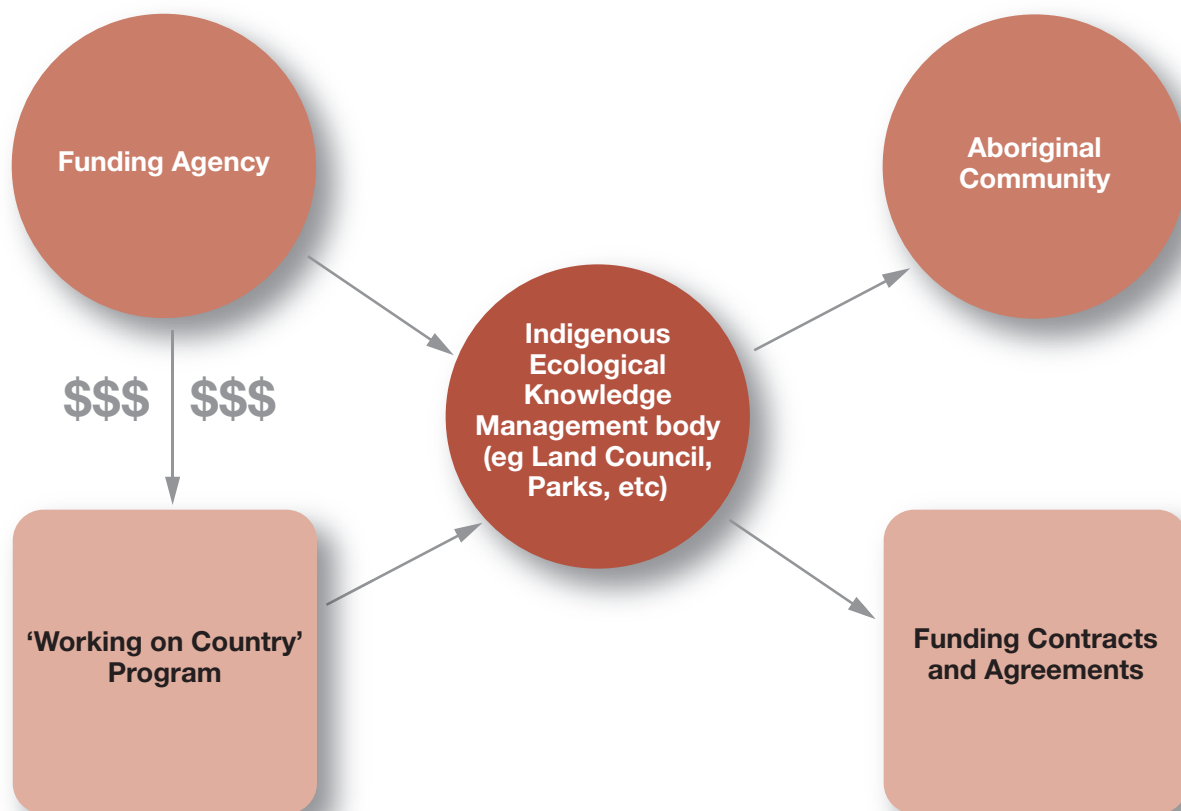 Funding Agency
Aboriginal
Community
Indigenous
Ecological
Knowledge
Management body
(eg Land Council,
Parks, etc)
$$$ $$$
'Working on Country'
Program
Funding Contracts
and Agreements